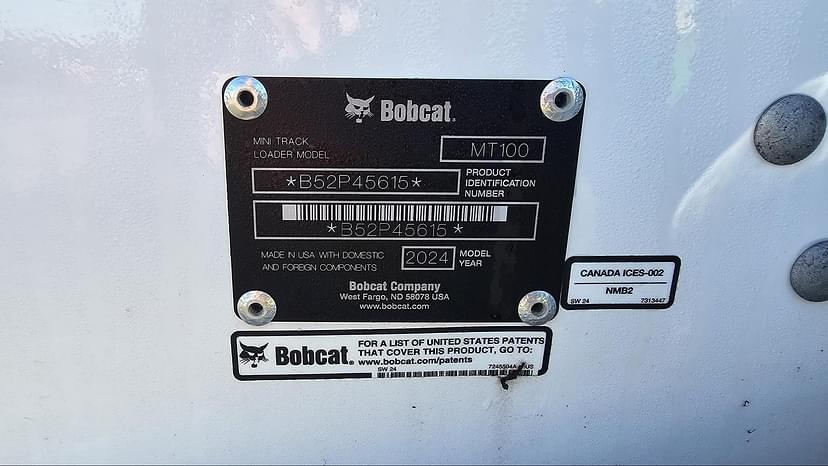 Bobcat.
MINI TRACK
LOADER MODEL
MT100
*B52P45615*
PRODUCT
IDENTIFICATION
NUMBER
*B52P45615*
MADE IN USA WITH DOMESTIC
AND FOREIGN COMPONENTS
2024
MODEL
YEAR
Bobcat Company
West Fargo, ND 58078 USA
www.bobcat.com
CANADA ICES-002
NMB2
SW 24 7313447
Bobcat.
FOR A LIST OF UNITED STATES PATENTS
THAT COVER THIS PRODUCT, GO TO:
www.bobcat.com/patents
SW 24